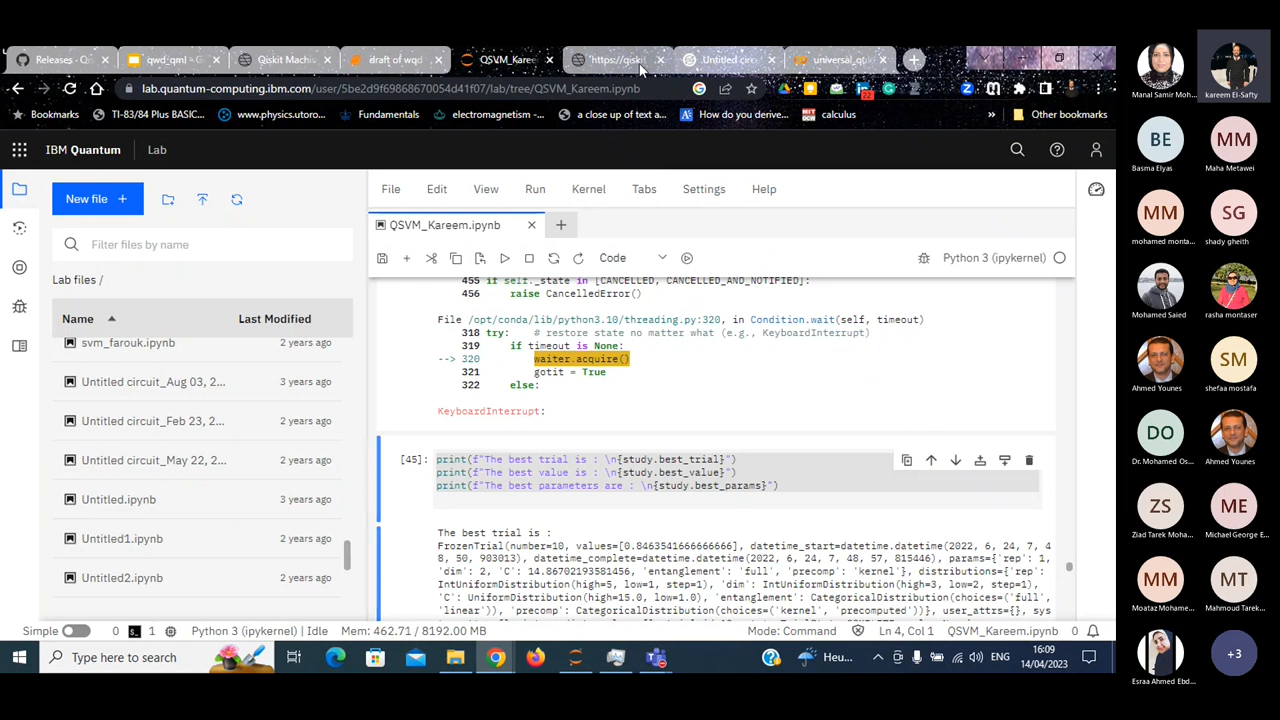 Releases - Q
qwd_qml
Qiskit Machi
draft of wqd
QSVM_Kare
'https://qiski
Untitled circ
lab.quantum-computing.ibm.com/user/5be2d9f69868670054d41f07/lab/tree/QSVM_Kareem.ipynb
22
Bookmarks
TI-83/84 Plus BASIC...
www.physics.utoro...
Fundamentals
electromagnetism -...
a close up of text a...
How do you derive...
calculus
»
Other bookmarks
IBM Quantum
Lab
New file +
File
Edit
View
Run
Kernel
Tabs
Settings
Help
QSVM_Kareem.ipynb
Filter files by name
Code
Python 3 (ipykernel)
Lab files /
Name
Last Modified
svm_farouk.ipynb
2 years ago
Untitled circuit_Aug 03, 2...
3 years ago
Untitled circuit_Feb 23, 2...
2 years ago
Untitled circuit_May 22, 2...
2 years ago
Untitled.ipynb
3 years ago
Untitled1.ipynb
2 years ago
Untitled2.ipynb
2 years ago
455 if self._state in [CANCELLED, CANCELLED_AND_NOTIFIED]:
456     raise CancelledError()
File /opt/conda/lib/python3.10/threading.py:320, in Condition.wait(self, timeout)
318 try:    # restore state no matter what (e.g., KeyboardInterrupt)
319     if timeout is None:
--> 320         waiter.acquire()
321         gotit = True
322     else:
KeyboardInterrupt:
[45]:
print(f"The best trial is : \n{study.best_trial}")
print(f"The best value is : \n{study.best_value}")
print(f"The best parameters are : \n{study.best_params}")
The best trial is :
FrozenTrial(number=10, values=[0.8463541666666666], datetime_start=datetime.datetime(2022, 6, 24, 7, 4
8, 50, 903013), datetime_complete=datetime.datetime(2022, 6, 24, 7, 48, 57, 815446), params={'rep': 1,
'dim': 2, 'C': 14.86702193581456, 'entanglement': 'full', 'precomp': 'kernel'}, distributions={'rep':
IntUniformDistribution(high=5, low=1, step=1), 'dim': IntUniformDistribution(high=3, low=2, step=1),
'C': UniformDistribution(high=15.0, low=1.0), 'entanglement': CategoricalDistribution(choices=('full',
'linear')), 'precomp': CategoricalDistribution(choices=('kernel', 'precomputed'))}, user_attrs={}, sys
Simple
0
1
Python 3 (ipykernel) | Idle
Mem: 462.71 / 8192.00 MB
Mode: Command
Ln 4, Col 1
QSVM_Kareem.ipynb
0
Type here to search
Heu...
ENG
16:09
14/04/2023
Manal Samir Moh...
kareem El-Safty
BE
Basma Elyas
MM
Maha Metawei
MM
mohamed monta...
SG
shady gheith
Mohamed Saied
rasha montaser
Ahmed Younes
SM
shefaa mostafa
DO
Dr. Mohamed Os...
Ahmed Younes
ZS
Ziad Tarek Moha...
ME
Michael George E...
MM
Moataz Mohame...
MT
Mahmoud Tarek...
Esraa Ahmed Ebd...
+3